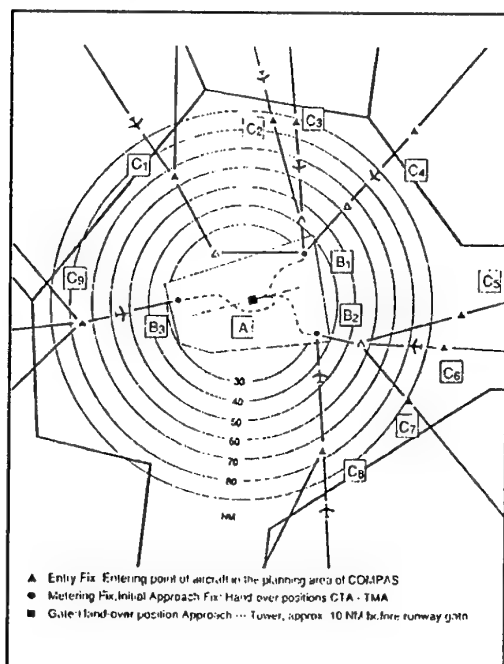 C2
C3
C1
C4
B1
C9
C5
B2
B3
A
C6
30
40
C7
50
60
70
C8
80
NM
▲ Entry Fix: Entering point of aircraft in the planning area of COMPAS
● Metering Fix, Initial Approach Fix: Hand over positions CTA - TMA
■ Gate: Hand-over position Approach --- Tower, approx. 10 NM before runway gate